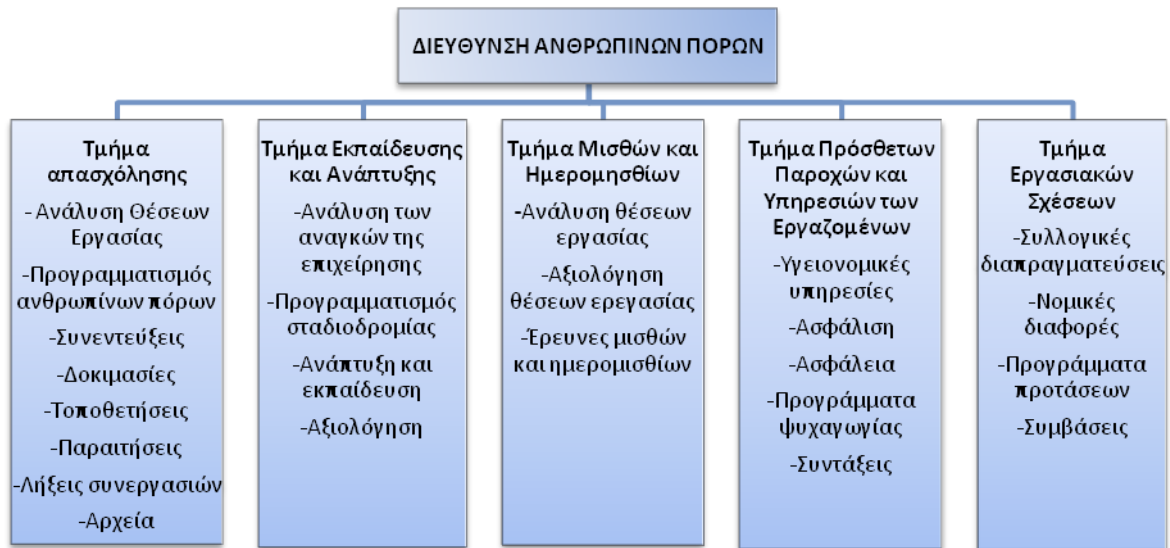 ΔΙΕΥΘΥΝΣΗ ΑΝΘΡΩΠΙΝΩΝ ΠΟΡΩΝ
Τμήμα
απασχόλησης
- Ανάλυση Θέσεων
Εργασίας
-Προγραμματισμός
ανθρωπίνων πόρων
-Συνεντεύξεις
-Δοκιμασίες
-Τοποθετήσεις
-Παραιτήσεις
-Λήξεις συνεργασιών
-Αρχεία
Τμήμα Εκπαίδευσης
και Ανάπτυξης
-Ανάλυση των
αναγκών της
επιχείρησης
-Προγραμματισμός
σταδιοδρομίας
-Ανάπτυξη και
εκπαίδευση
-Αξιολόγηση
Τμήμα Μισθών και
Ημερομησθίων
-Ανάλυση θέσεων
εργασίας
-Αξιολόγηση
θέσεων ερεγασίας
-Έρευνες μισθών
και ημερομισθίων
Τμήμα Πρόσθετων
Παροχών και
Υπηρεσιών των
Εργαζομένων
-Υγειονομικές
υπηρεσίες
-Ασφάλιση
-Ασφάλεια
-Προγράμματα
ψυχαγωγίας
-Συντάξεις
Τμήμα
Εργασιακών
Σχέσεων
-Συλλογικές
διαπραγματεύσεις
-Νομικές
διαφορές
-Προγράμματα
προτάσεων
-Συμβάσεις